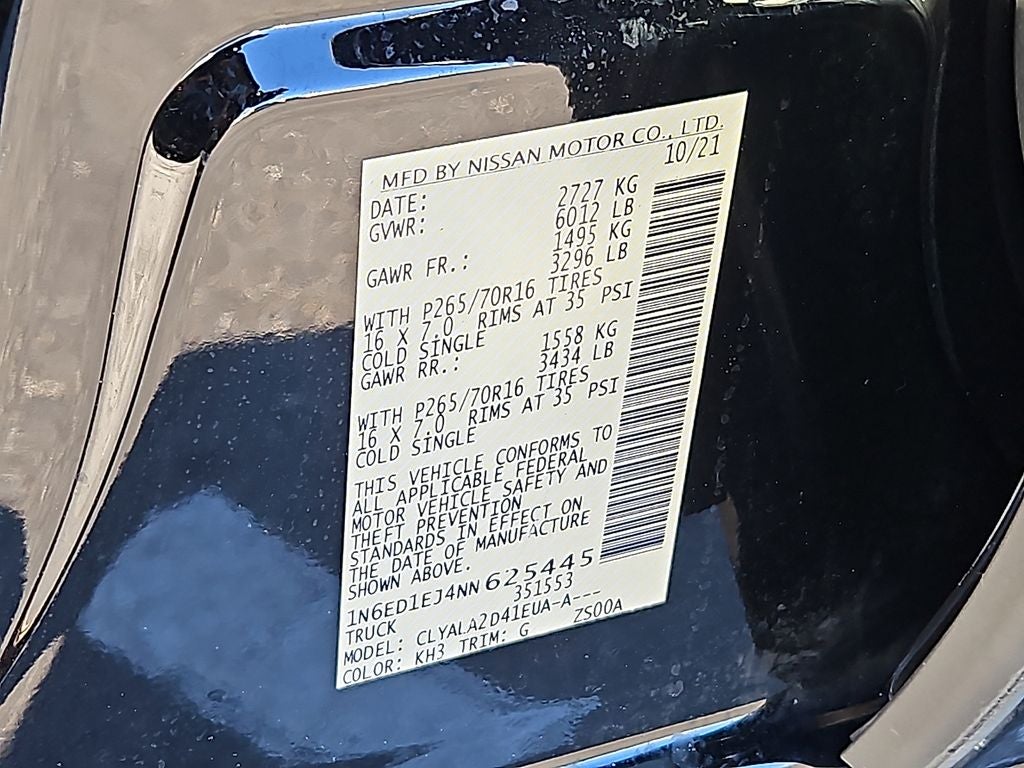 MFD BY NISSAN MOTOR CO., LTD.
DATE: 10/21
GVWR: 2727 KG
6012 LB
GAWR FR.: 1495 KG
3296 LB
WITH P265/70R16 TIRES
16 X 7.0 RIMS AT 35 PSI
COLD SINGLE
GAWR RR.: 1558 KG
3434 LB
WITH P265/70R16 TIRES
16 X 7.0 RIMS AT 35 PSI
COLD SINGLE
THIS VEHICLE CONFORMS TO
ALL APPLICABLE FEDERAL
MOTOR VEHICLE SAFETY AND
THEFT PREVENTION
STANDARDS IN EFFECT ON
THE DATE OF MANUFACTURE
SHOWN ABOVE.
1N6ED1EJ4NN625445
TRUCK 351553
MODEL: CLYALA2D41EUA-A---
COLOR: KH3 TRIM: G ZS00A